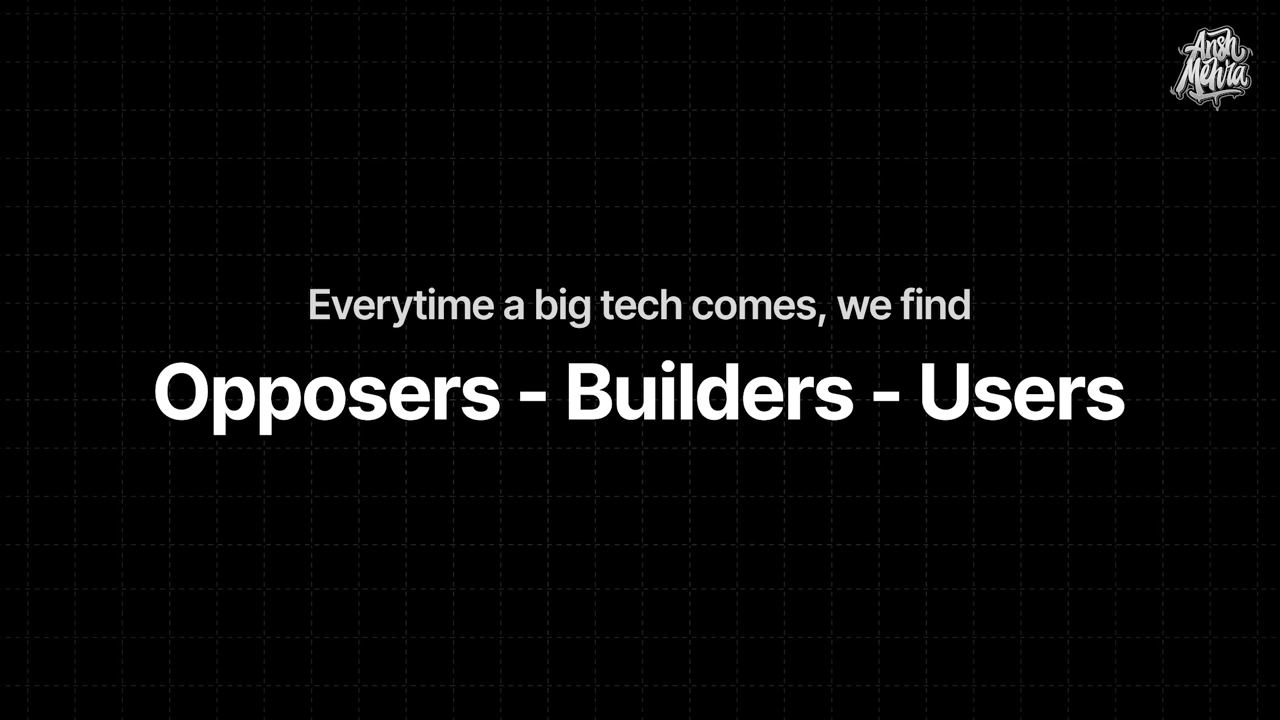 Ansh
Mehra
Everytime a big tech comes, we find
Opposers - Builders - Users